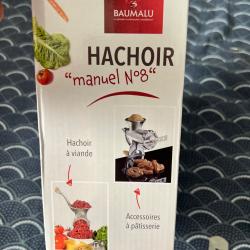 BAUMALU
HACHOIR
"manuel N°8"
Hachoir
à viande
Accessoires
à pâtisserie